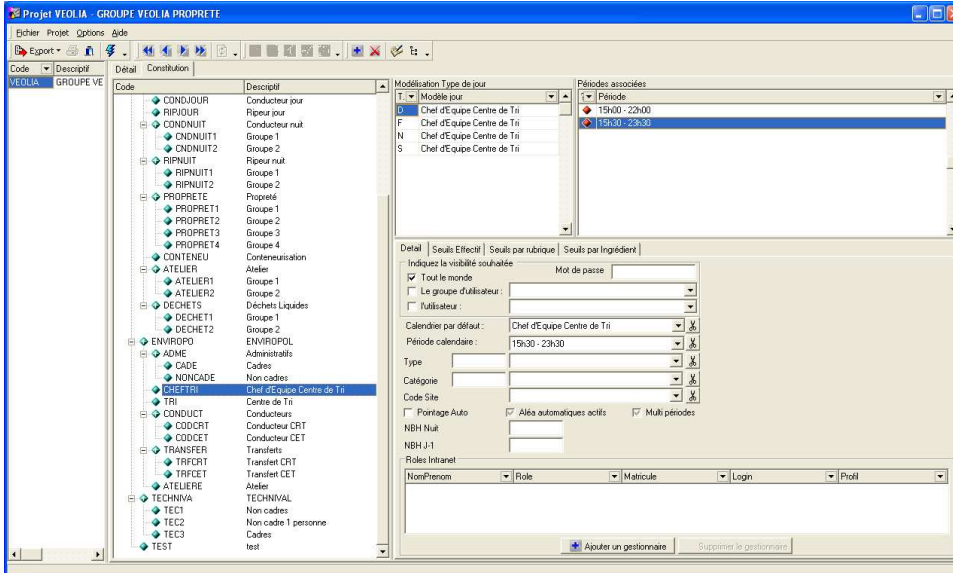 Projet VEOLIA - GROUPE VEOLIA PROPRETE
Fichier Projet Options Aide
Export
Code Descriptif
VEOLIA GROUPE VE
Détail Constitution
Code Descriptif
CONDJOUR Conducteur jour
RIPJOUR Ripeur jour
CONDNUIT Conducteur nuit
CNDNUIT1 Groupe 1
CNDNUIT2 Groupe 2
RIPNUIT Ripeur nuit
RIPNUIT1 Groupe 1
RIPNUIT2 Groupe 2
PROPRETE Propreté
PROPRET1 Groupe 1
PROPRET2 Groupe 2
PROPRET3 Groupe 3
PROPRET4 Groupe 4
CONTENEU Conteneurisation
ATELIER Atelier
ATELIER1 Groupe 1
ATELIER2 Groupe 2
DECHETS Déchets Liquides
DECHET1 Groupe 1
DECHET2 Groupe 2
ENVIROPO ENVIROPOL
ADME Administratifs
CADE Cadres
NONCADE Non cadres
CHEFTRI Chef d'Equipe Centre de Tri
TRI Centre de Tri
CONDUCT Conducteurs
CODCRT Conducteur CRT
CODCET Conducteur CET
TRANSFER Transferts
TRFCRT Transfert CRT
TRFCET Transfert CET
ATELIERE Atelier
TECHNIVA TECHNIVAL
TEC1 Non cadres
TEC2 Non cadre 1 personne
TEC3 Cadres
TEST test
Modélisation Type de jour
T. Modèle jour
D Chef d'Equipe Centre de Tri
F Chef d'Equipe Centre de Tri
N Chef d'Equipe Centre de Tri
S Chef d'Equipe Centre de Tri
Périodes associées
Période
15h00 - 22h00
15h30 - 23h30
Detail Seuils Effectif Seuils par rubrique Seuils par Ingrédient
Indiquez la visibilité souhaitée
Mot de passe
Tout le monde
Le groupe d'utilisateur :
l'utilisateur :
Calendrier par défaut : Chef d'Equipe Centre de Tri
Période calendaire : 15h30 - 23h30
Type
Catégorie
Code Site
Pointage Auto Aléa automatiques actifs Multi périodes
NBH Nuit
NBH J-1
Roles Intranet
NomPrenom Role Matricule Login Profil
Ajouter un gestionnaire Supprimer le gestionnaire